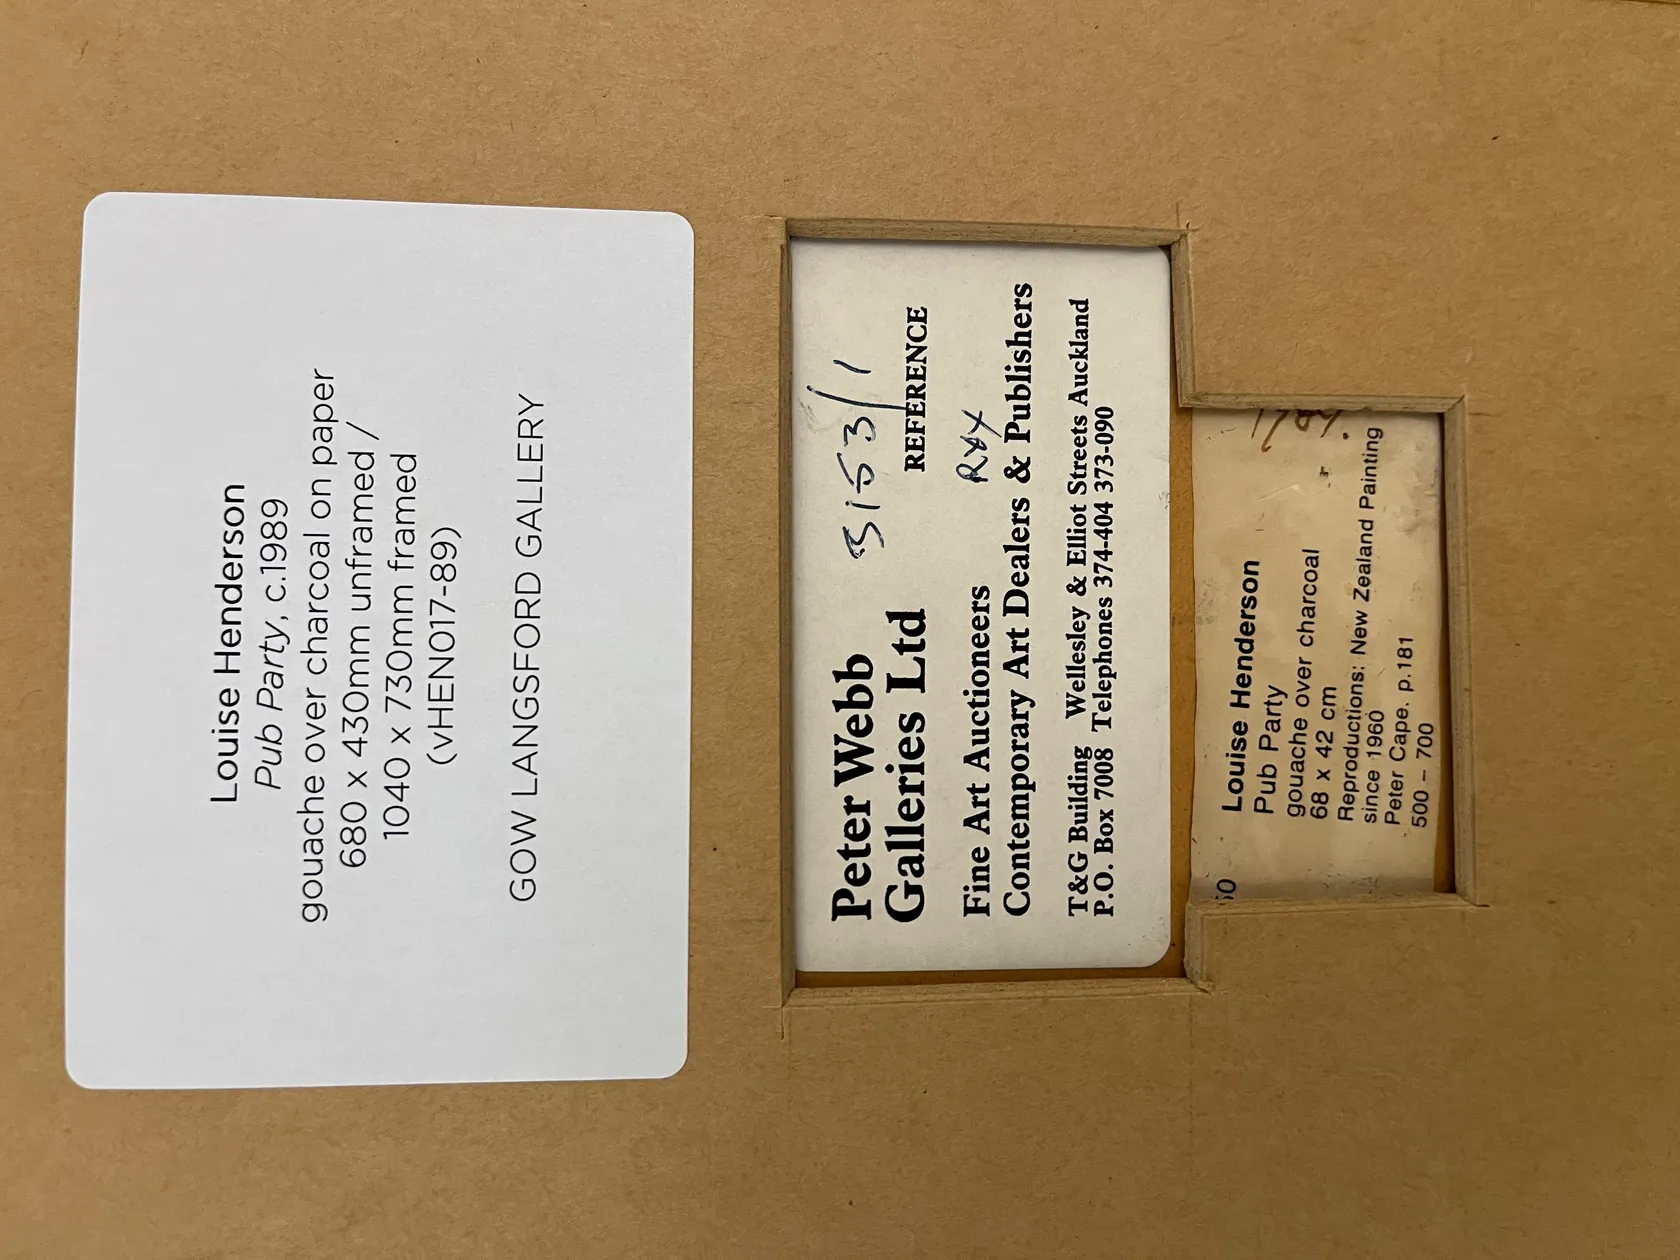 Louise Henderson
Pub Party, c.1989
gouache over charcoal on paper
680 x 430mm unframed /
1040 x 730mm framed
(vHEN017-89)
GOW LANGSFORD GALLERY
Peter Webb
Galleries Ltd
3153/1
REFERENCE
Fine Art Auctioneers
Contemporary Art Dealers & Publishers
T&G Building Wellesley & Elliot Streets Auckland
P.O. Box 7008 Telephones 374-404 373-090
Louise Henderson
Pub Party
gouache over charcoal
68 x 42 cm
Reproductions: New Zealand Painting
since 1960
Peter Cape. p.181
500 – 700